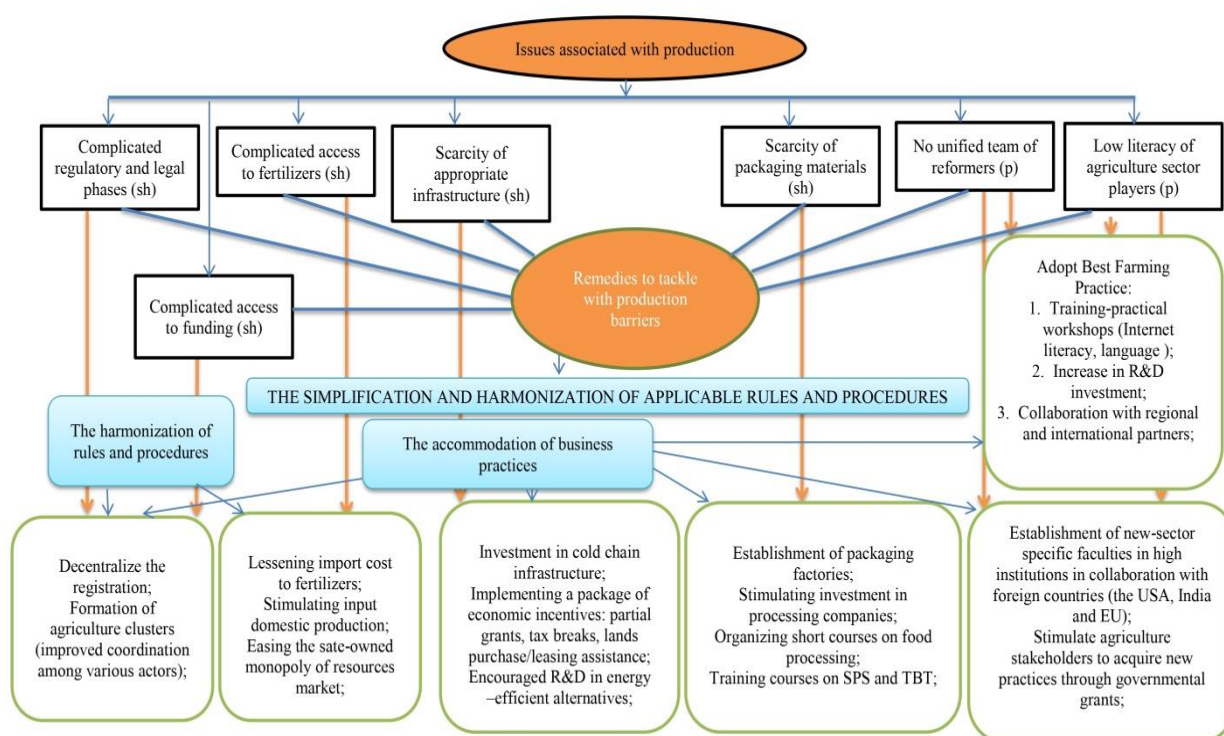 Issues associated with production
Complicated
regulatory and legal
phases (sh)
Complicated access
to fertilizers (sh)
Scarcity of
appropriate
infrastructure (sh)
Scarcity of
packaging materials
(sh)
No unified team of
reformers (p)
Low literacy of
agriculture sector
players (p)
Complicated access
to funding (sh)
Remedies to tackle
with production
barriers
Adopt Best Farming
Practice:
1. Training-practical
workshops (Internet
literacy, language );
2. Increase in R&D
investment;
3. Collaboration with regional
and international partners;
THE SIMPLIFICATION AND HARMONIZATION OF APPLICABLE RULES AND PROCEDURES
The harmonization of
rules and procedures
The accommodation of business
practices
Decentralize the
registration;
Formation of
agriculture clusters
(improved coordination
among various actors);
Lessening import cost
to fertilizers;
Stimulating input
domestic production;
Easing the sate-owned
monopoly of resources
market;
Investment in cold chain
infrastructure;
Implementing a package of
economic incentives: partial
grants, tax breaks, lands
purchase/leasing assistance;
Encouraged R&D in energy
–efficient alternatives;
Establishment of packaging
factories;
Stimulating investment in
processing companies;
Organizing short courses on food
processing;
Training courses on SPS and TBT;
Establishment of new-sector
specific faculties in high
institutions in collaboration with
foreign countries (the USA, India
and EU);
Stimulate agriculture
stakeholders to acquire new
practices through governmental
grants;